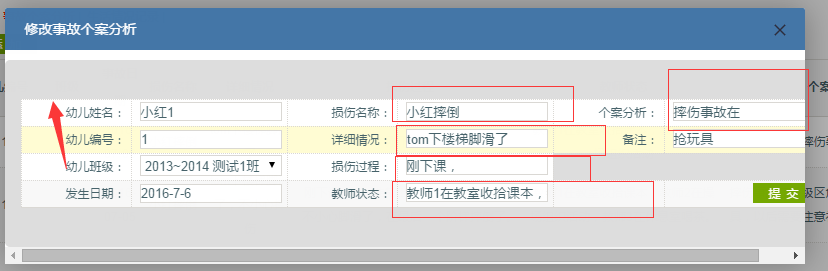 修改事故个案分析
幼儿姓名： 小红1 损伤名称： 小红摔倒 个案分析： 摔伤事故在
幼儿编号： 1 详细情况： tom下楼梯脚滑了 备注： 抢玩具
幼儿班级： 2013~2014 测试1班 损伤过程： 刚下课，
发生日期： 2016-7-6 教师状态： 教师1在教室收拾课本， 提 交